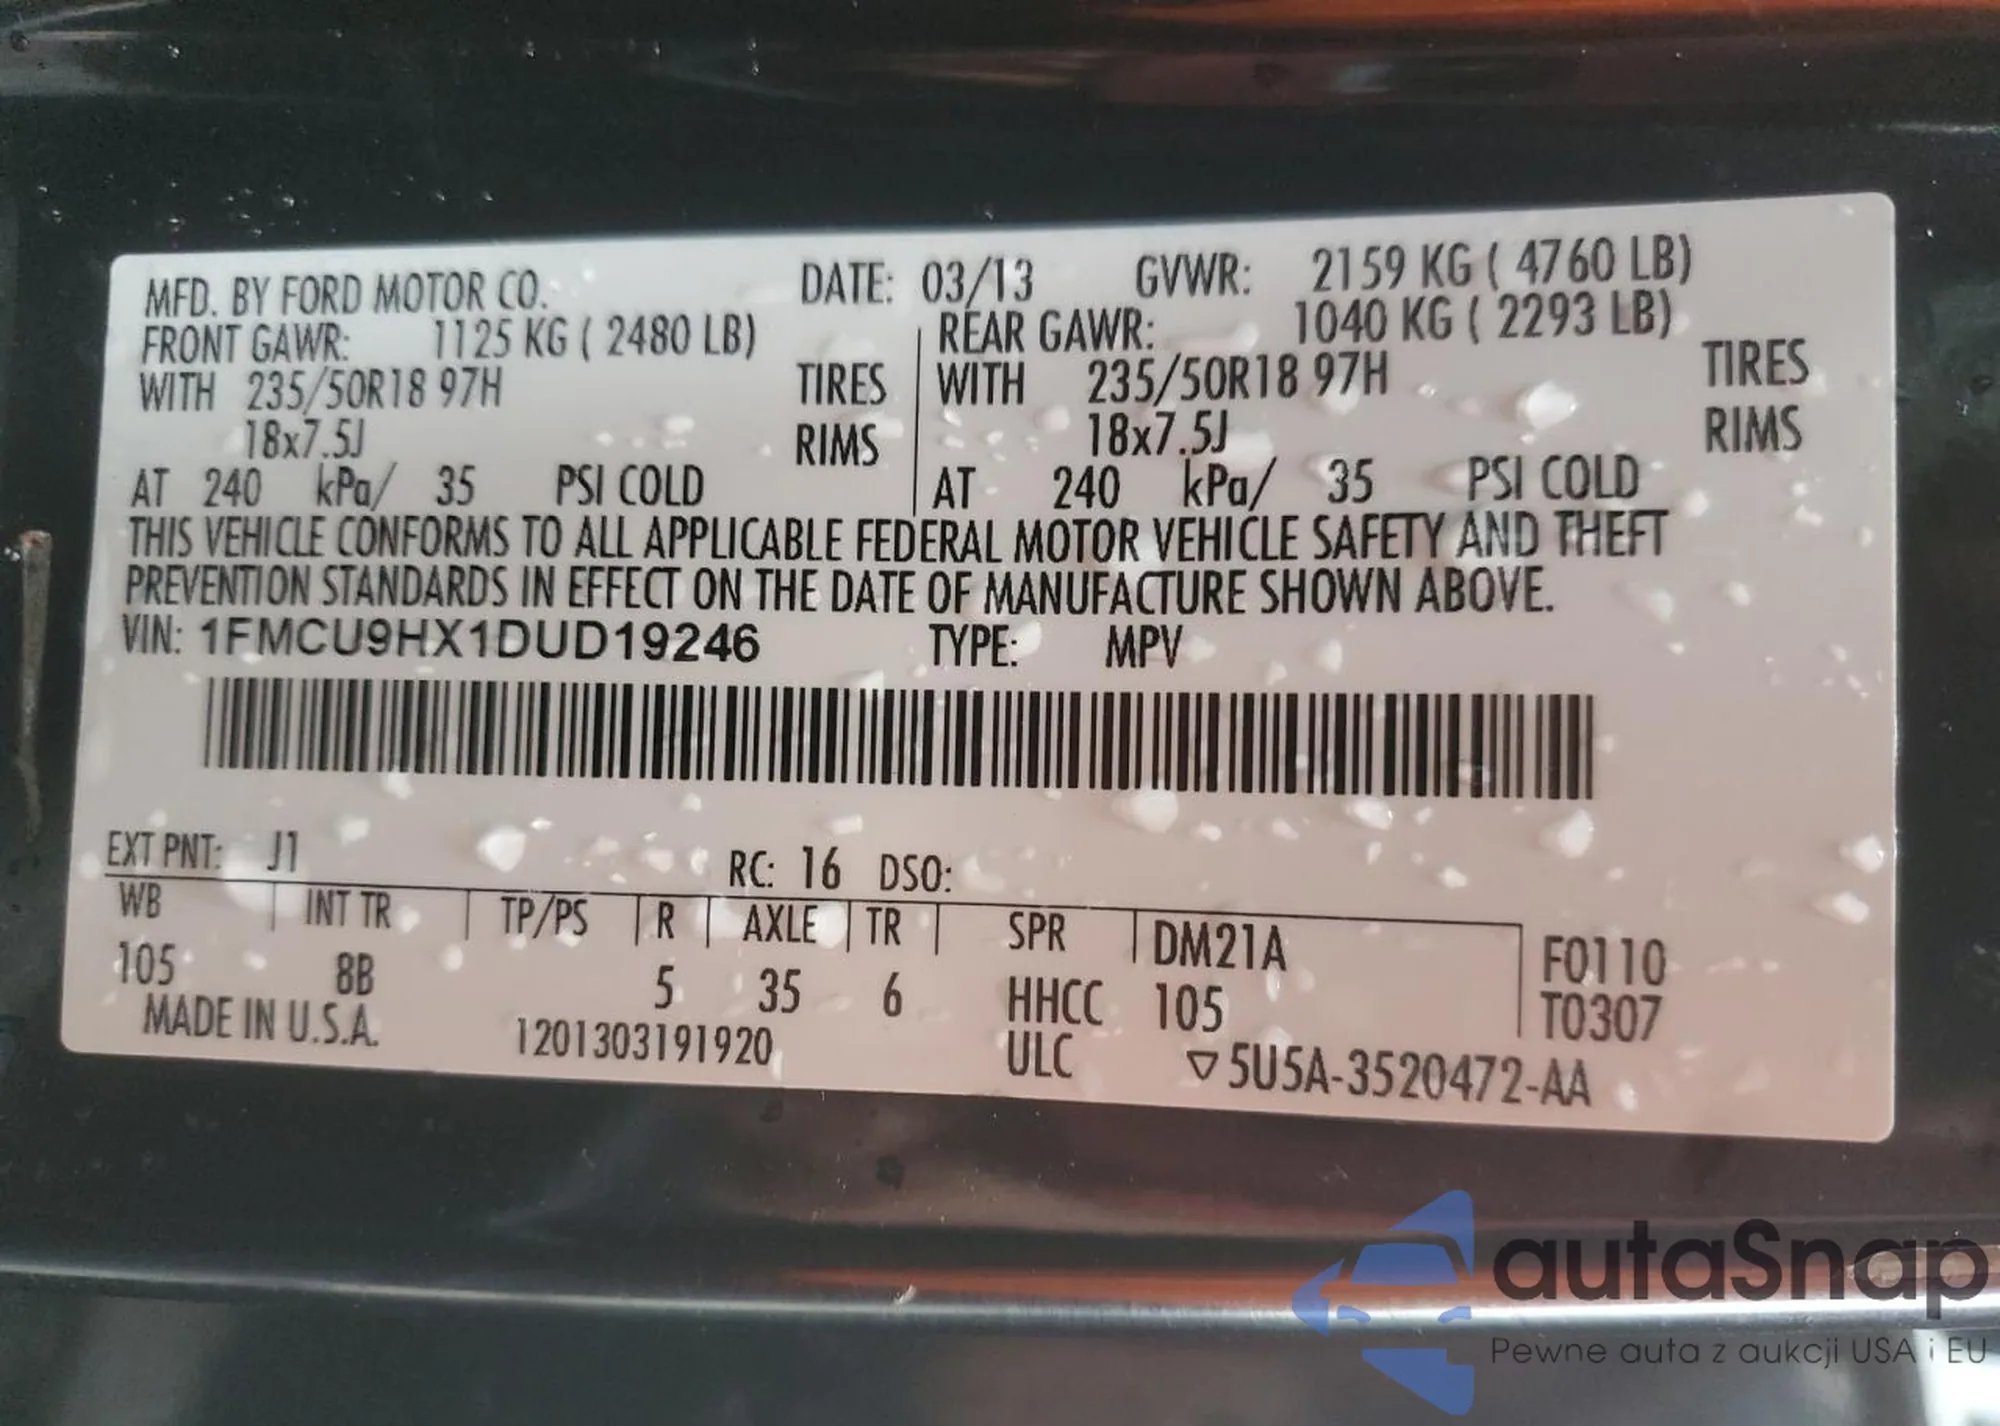 MFD. BY FORD MOTOR CO. DATE: 03/13 GVWR: 2159 KG ( 4760 LB)
FRONT GAWR: 1125 KG ( 2480 LB) REAR GAWR: 1040 KG ( 2293 LB)
WITH 235/50R18 97H TIRES WITH 235/50R18 97H TIRES
18x7.5J RIMS 18x7.5J RIMS
AT 240 kPa/ 35 PSI COLD AT 240 kPa/ 35 PSI COLD
THIS VEHICLE CONFORMS TO ALL APPLICABLE FEDERAL MOTOR VEHICLE SAFETY AND THEFT
PREVENTION STANDARDS IN EFFECT ON THE DATE OF MANUFACTURE SHOWN ABOVE.
VIN: 1FMCU9HX1DUD19246 TYPE: MPV
EXT PNT: J1 RC: 16 DSO:
WB INT TR TP/PS R AXLE TR SPR DM21A F0110
105 8B 5 35 6 HHCC 105 T0307
MADE IN U.S.A. 1201303191920 ULC ▽5U5A-3520472-AA
autaSnap
Pewne auta z aukcji USA i EU